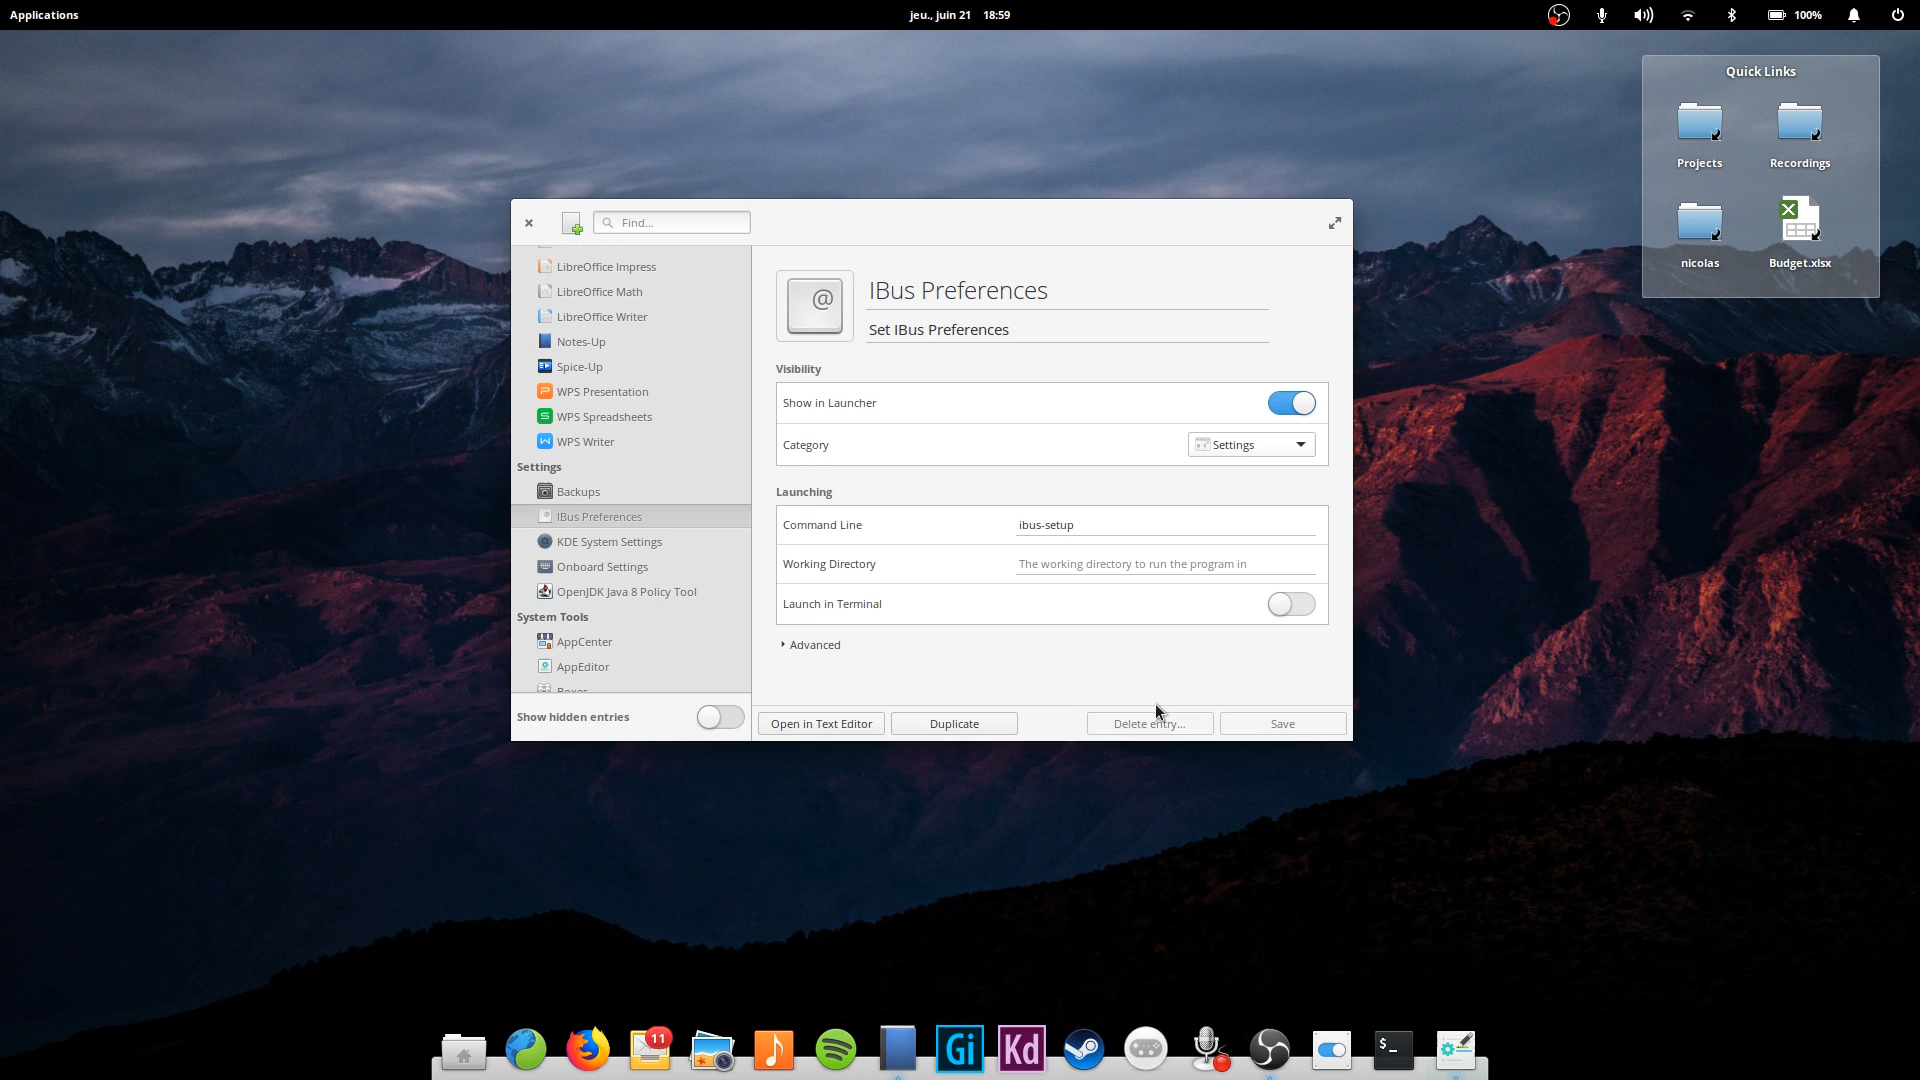 Applications
jeu., juin 21 18:59
100%
Quick Links
Projects
Recordings
nicolas
Budget.xlsx
Find...
LibreOffice Impress
LibreOffice Math
LibreOffice Writer
Notes-Up
Spice-Up
WPS Presentation
WPS Spreadsheets
WPS Writer
Settings
Backups
IBus Preferences
KDE System Settings
Onboard Settings
OpenJDK Java 8 Policy Tool
System Tools
AppCenter
AppEditor
Boxes
Show hidden entries
@
IBus Preferences
Set IBus Preferences
Visibility
Show in Launcher
Category
Settings
Launching
Command Line
ibus-setup
Working Directory
The working directory to run the program in
Launch in Terminal
Advanced
Open in Text Editor
Duplicate
Delete entry...
Save
11
Gi
Kd
$_